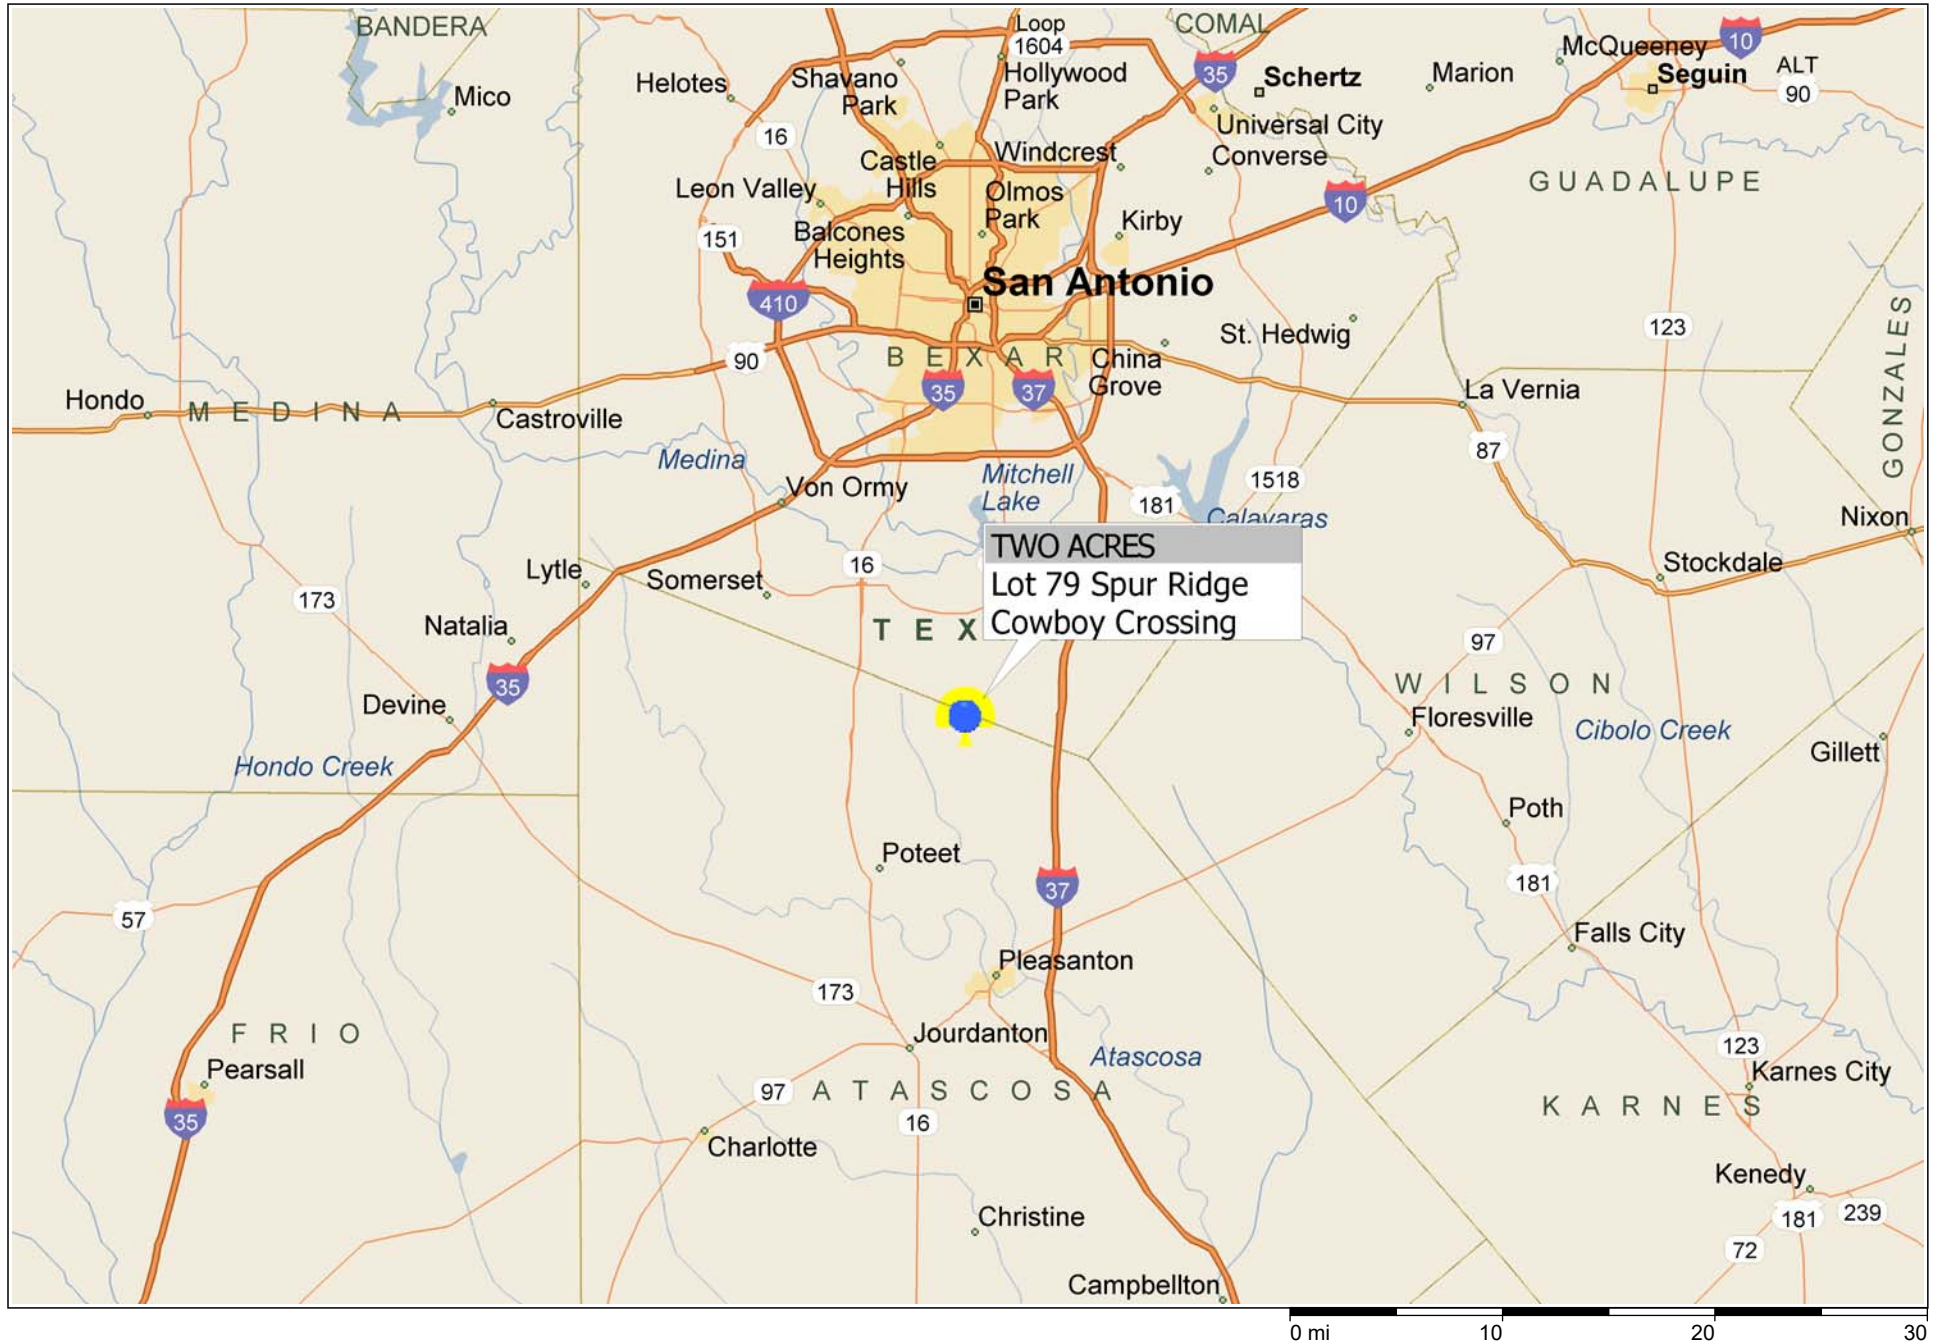 BANDERA
Loop
1604
COMAL
35
10
McQueeney
Seguin
ALT
90
Helotes
Shavano
Park
Hollywood
Park
Schertz
Marion
Mico
16
Universal City
Converse
Castle
Hills
Windcrest
Leon Valley
Olmos
Park
GUADALUPE
10
Kirby
151
Balcones
Heights
San Antonio
410
GONZALES
123
St. Hedwig
90
BEXAR
China
Grove
35
37
Hondo
MEDINA
Castroville
La Vernia
87
Medina
Mitchell
Lake
1518
Von Ormy
181
Calavaras
Nixon
Lytle
Somerset
16
TWO ACRES
Lot 79 Spur Ridge
Cowboy Crossing
Stockdale
173
Natalia
TEX
97
35
WILSON
Devine
Floresville
Cibolo Creek
Gillett
Hondo Creek
Poth
Poteet
37
181
57
Falls City
Pleasanton
173
FRIO
Jourdanton
Atascosa
123
Pearsall
Karnes City
97
ATASCOSA
KARNES
35
16
Charlotte
Kenedy
Christine
181
239
72
Campbellton
0 mi
10
20
30